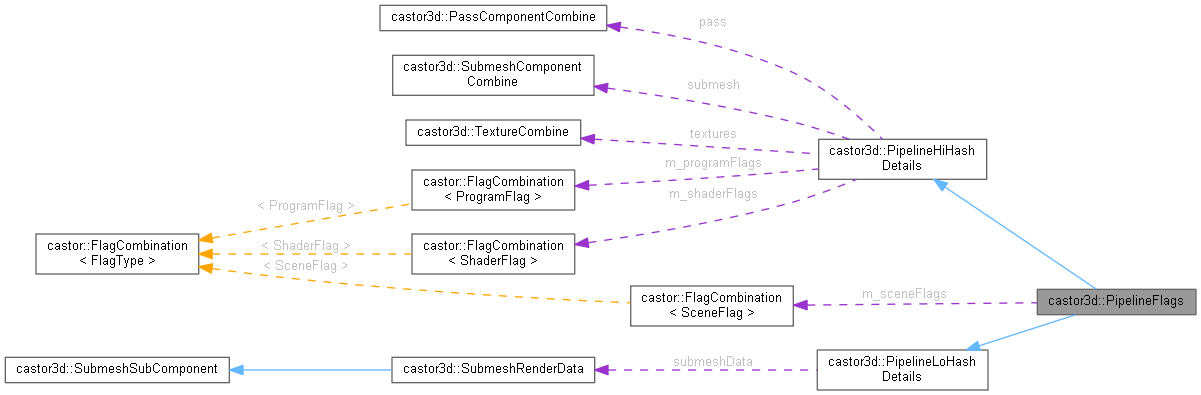 castor3d::PassComponentCombine
pass
castor3d::SubmeshComponent
Combine
submesh
castor3d::TextureCombine
textures
castor3d::PipelineHiHash
Details
m_programFlags
castor::FlagCombination
< ProgramFlag >
m_shaderFlags
< ProgramFlag >
castor::FlagCombination
< FlagType >
< ShaderFlag >
castor::FlagCombination
< ShaderFlag >
< SceneFlag >
castor::FlagCombination
< SceneFlag >
m_sceneFlags
castor3d::PipelineFlags
castor3d::SubmeshSubComponent
castor3d::SubmeshRenderData
submeshData
castor3d::PipelineLoHash
Details